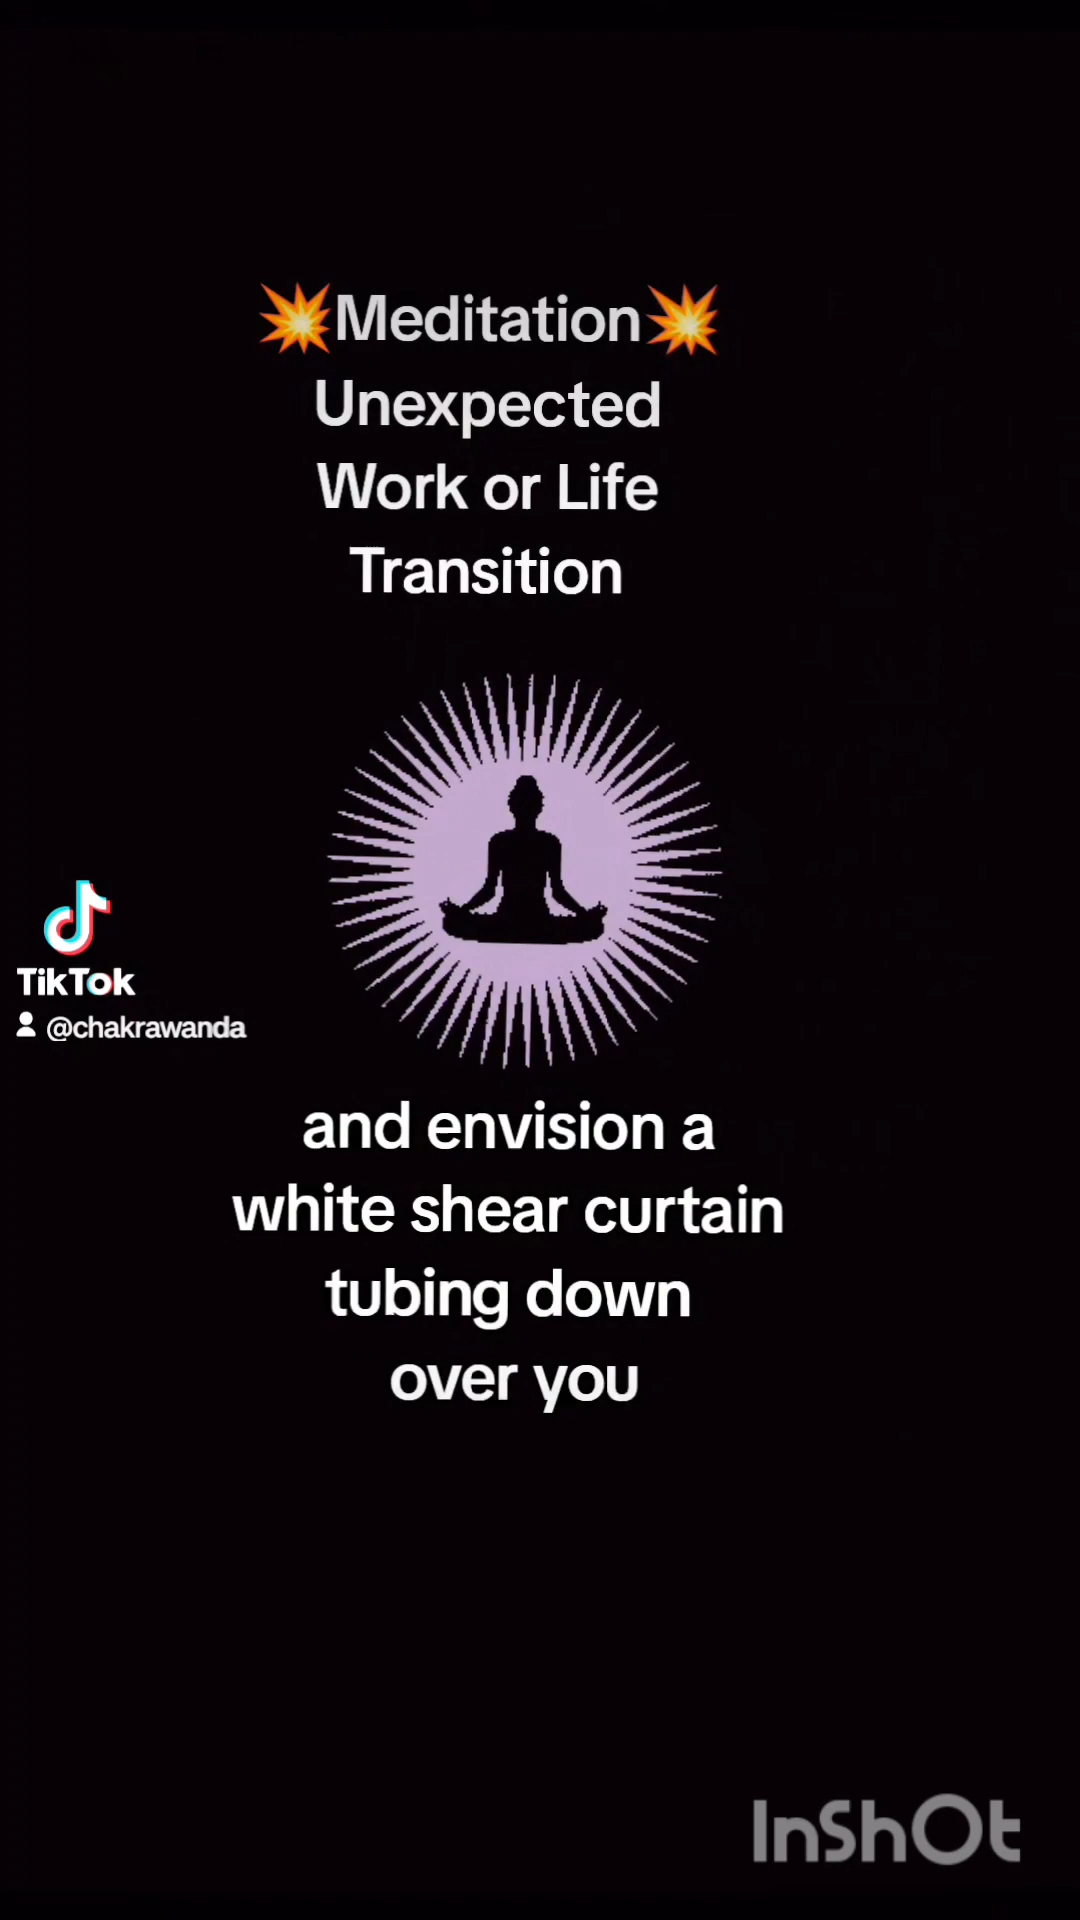 💥Meditation💥
Unexpected
Work or Life
Transition
TikTok
@chakrawanda
and envision a
white shear curtain
tubing down
over you
InShOt